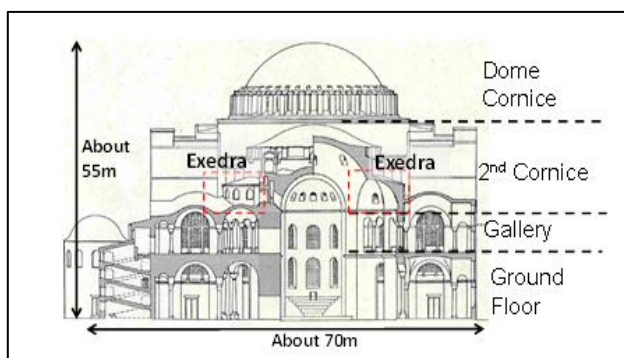 Dome
Cornice
About
55m
Exedra
Exedra
2nd Cornice
Gallery
Ground
Floor
About 70m